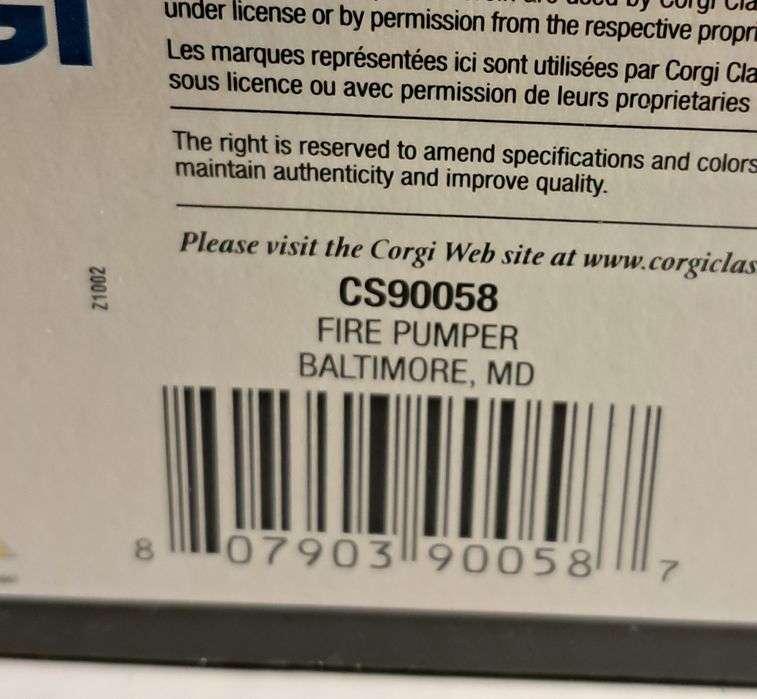 under license or by permission from the respective
Les marques représentées ici sont utilisées par Corgi
sous licence ou avec permission de leurs proprietaries
The right is reserved to amend specifications and colors
maintain authenticity and improve quality.
Please visit the Corgi Web site at www.corgiclas
Z1002
CS90058
FIRE PUMPER
BALTIMORE, MD
8 07903 90058 7